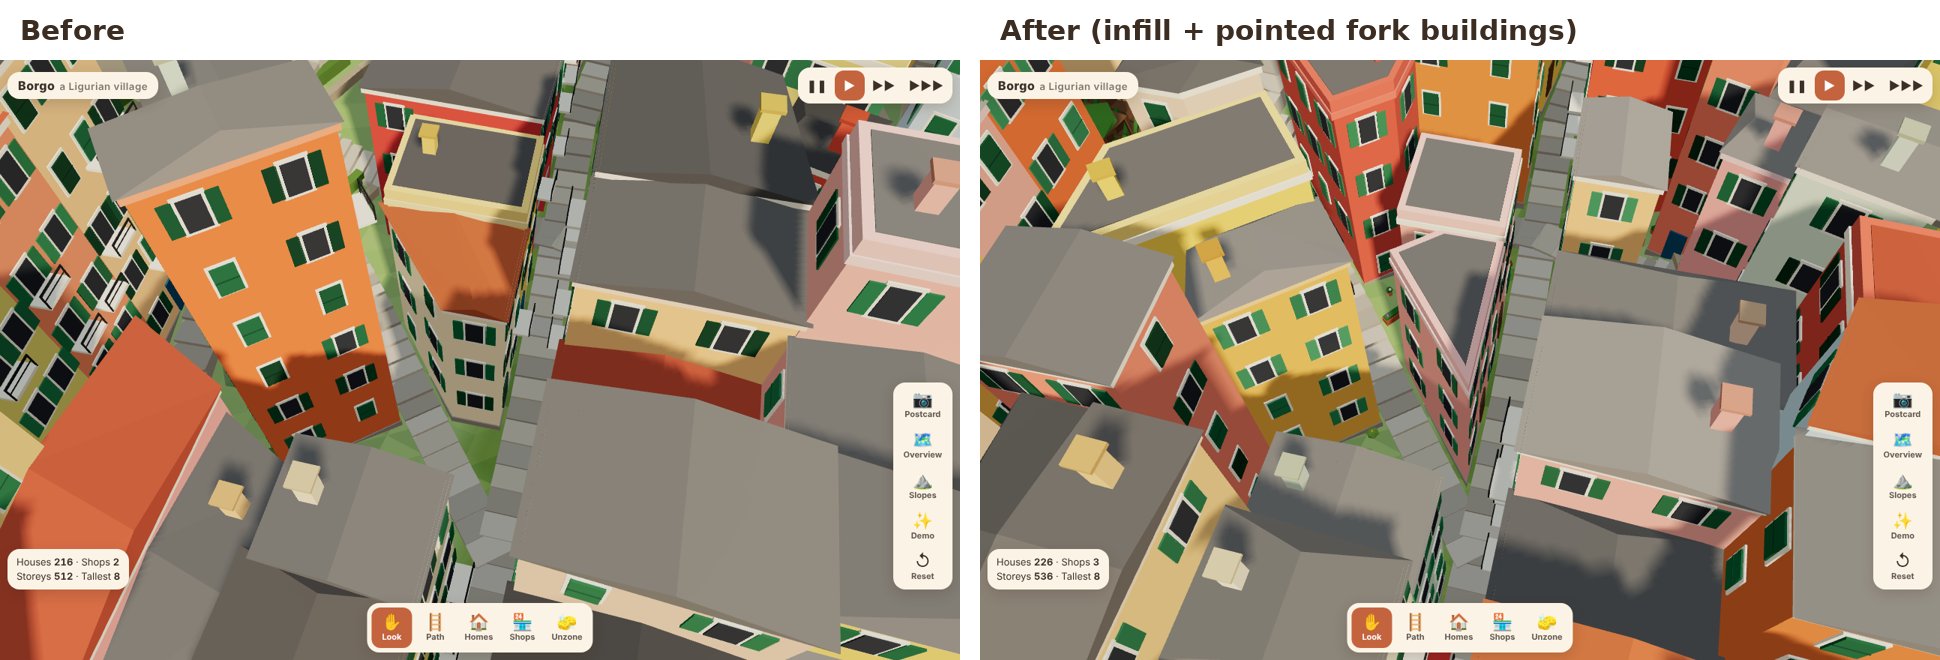 Before
Borgo a Ligurian village
Postcard
Overview
Slopes
Demo
Reset
Houses 216 · Shops 2
Storeys 512 · Tallest 8
Look Path Homes Shops Unzone
After (infill + pointed fork buildings)
Borgo a Ligurian village
Postcard
Overview
Slopes
Demo
Reset
Houses 226 · Shops 3
Storeys 536 · Tallest 8
Look Path Homes Shops Unzone